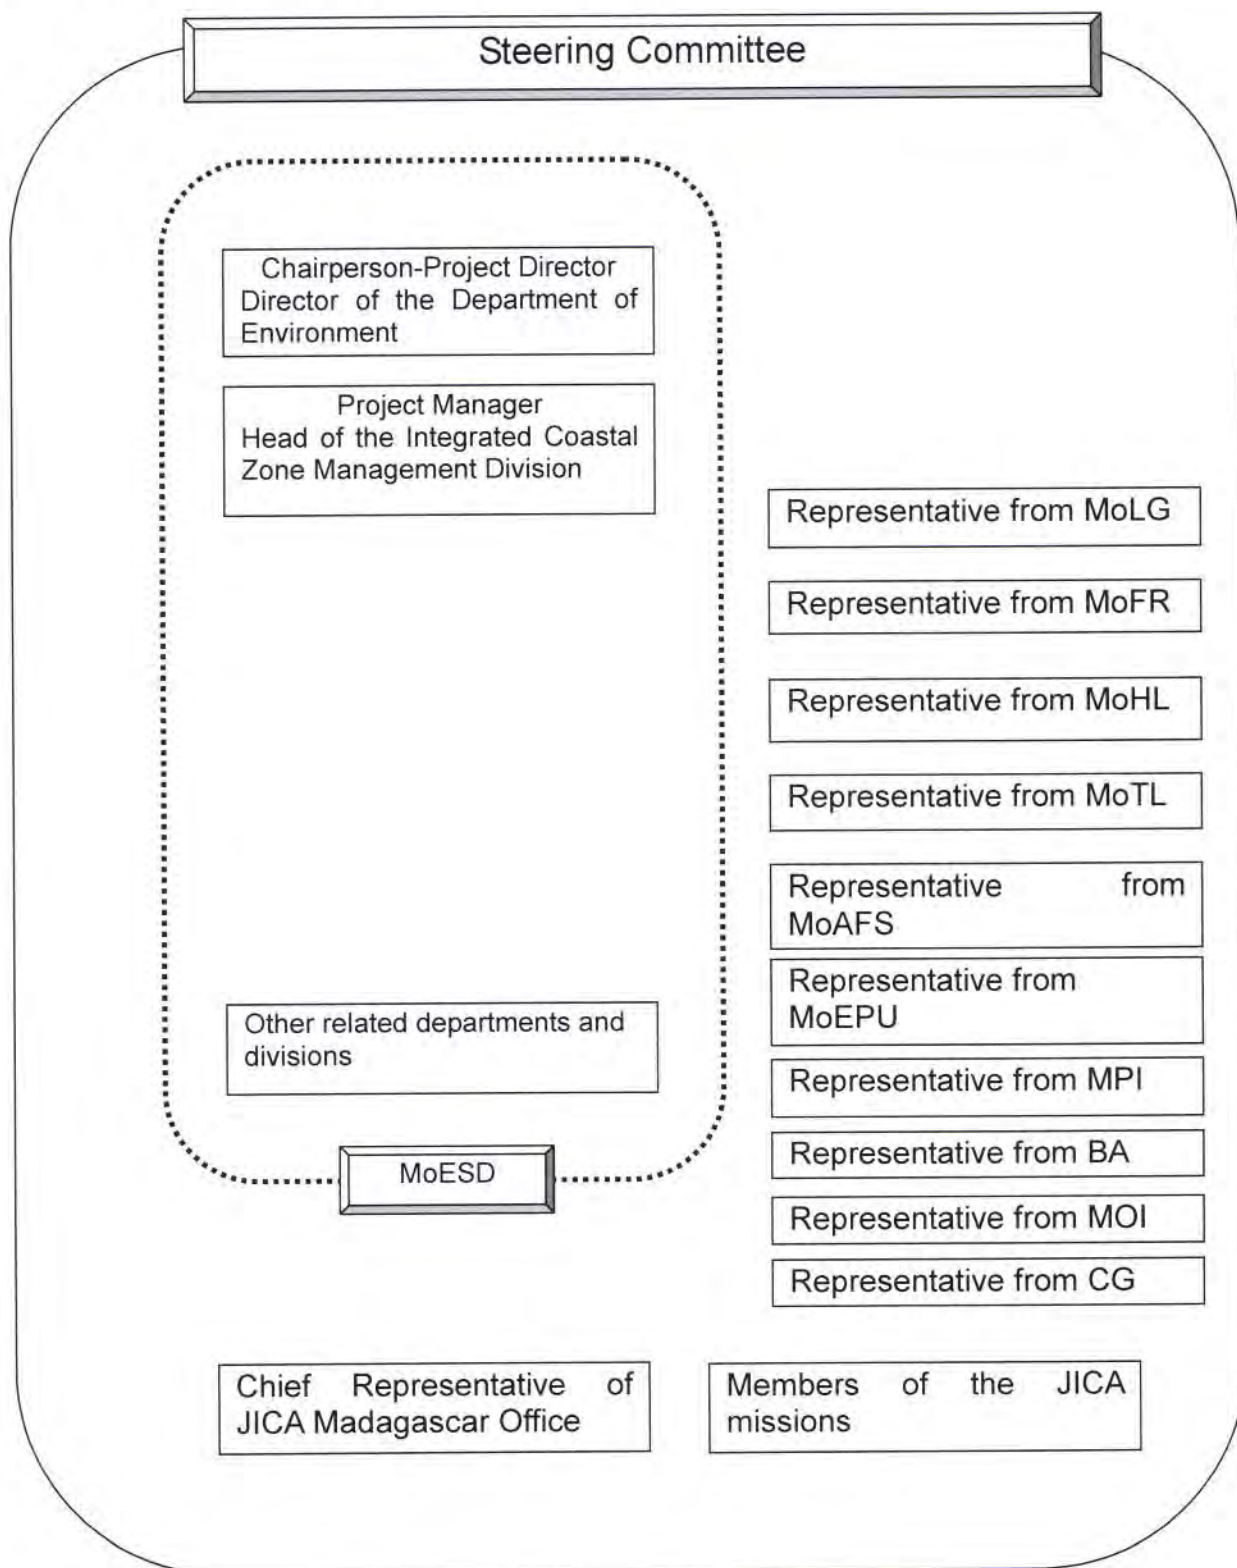 Steering Committee
Chairperson-Project Director
Director of the Department of
Environment
Project Manager
Head of the Integrated Coastal
Zone Management Division
Other related departments and
divisions
MoESD
Representative from MoLG
Representative from MoFR
Representative from MoHL
Representative from MoTL
Representative from
MoAFS
Representative from
MoEPU
Representative from MPI
Representative from BA
Representative from MOI
Representative from CG
Chief Representative of
JICA Madagascar Office
Members of the JICA
missions